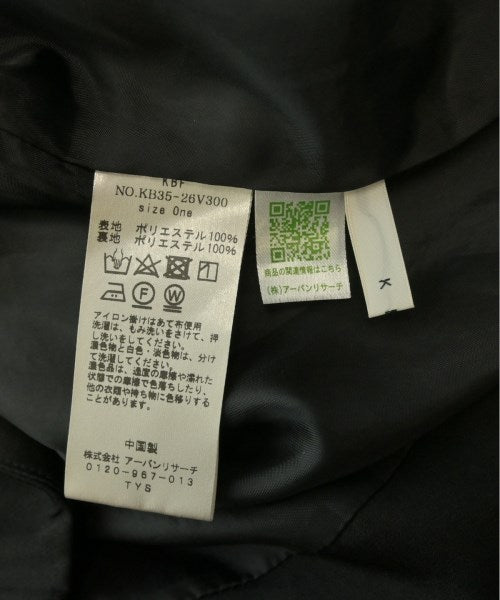 KBF
NO.KB35-26V300
size One
表地 ポリエステル100%
裏地 ポリエステル100%
F
W
アイロン掛けはあて布使用
洗濯は、もみ洗いをさけて、押
し洗いをしてください。
濃色物と白色・淡色物は、分け
て洗濯してください。
濃色品は、過度の摩擦や濡れた
状態での摩擦で色落ちしたり、
他の衣類や持ち物に色移りする
ことがあります。
中国製
株式会社 アーバンリサーチ
0120-967-013
TYS
商品の関連情報はこちら
(株)アーバンリサーチ
K